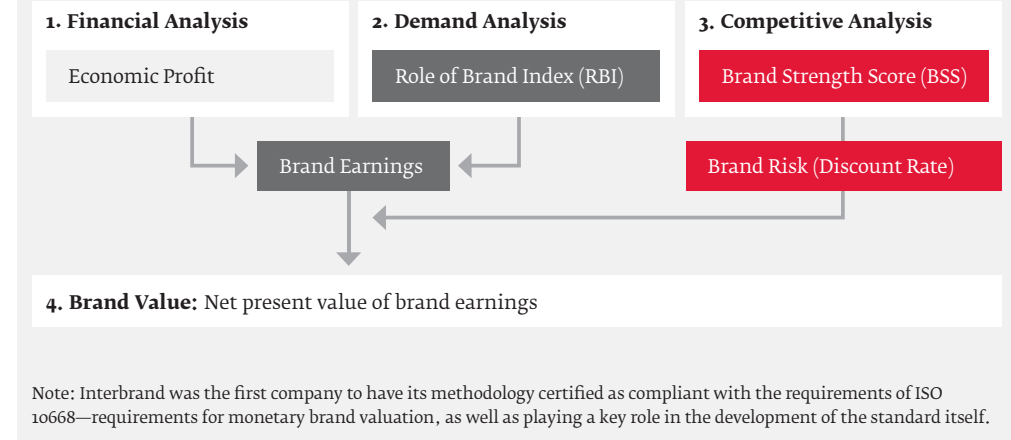 1. Financial Analysis
Economic Profit
2. Demand Analysis
Role of Brand Index (RBI)
3. Competitive Analysis
Brand Strength Score (BSS)
Brand Earnings
Brand Risk (Discount Rate)
4. Brand Value: Net present value of brand earnings
Note: Interbrand was the first company to have its methodology certified as compliant with the requirements of ISO
10668—requirements for monetary brand valuation, as well as playing a key role in the development of the standard itself.